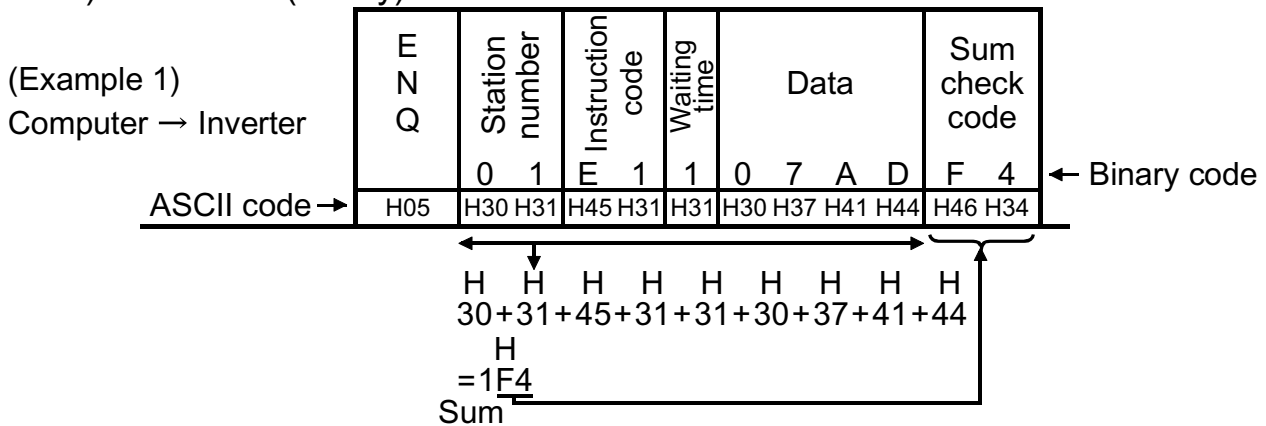 (Example 1)
Computer → Inverter
E
N
Q
Station
number
Instruction
code
Waiting
time
Data
Sum
check
code
0 1 E 1 1 0 7 A D F 4
← Binary code
ASCII code →
H05 H30 H31 H45 H31 H31 H30 H37 H41 H44 H46 H34
H H H H H H H H H
30+31+45+31+31+30+37+41+44
H
=1F4
Sum